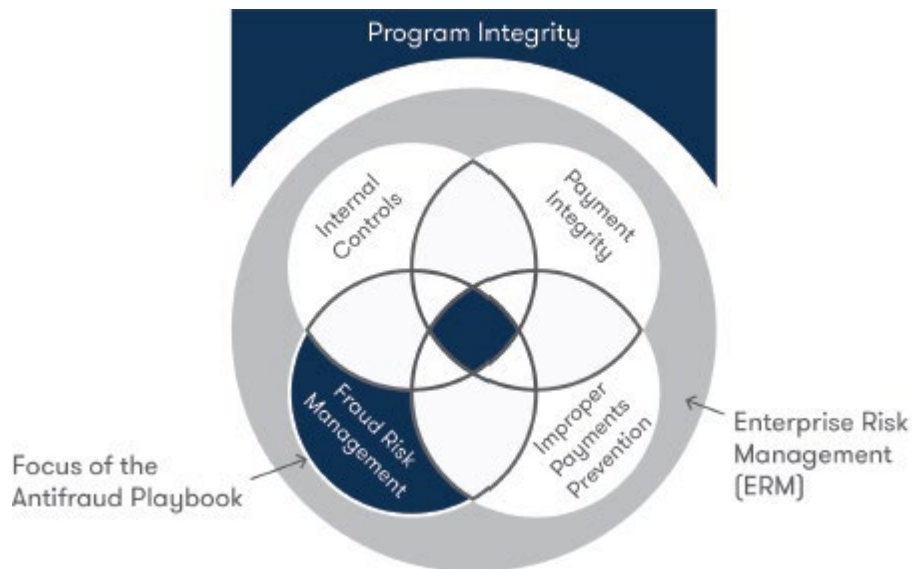 Program Integrity
Internal
Controls
Payment
Integrity
Fraud Risk
Management
Improper
Payments
Prevention
Focus of the
Antifraud Playbook
Enterprise Risk
Management
(ERM)